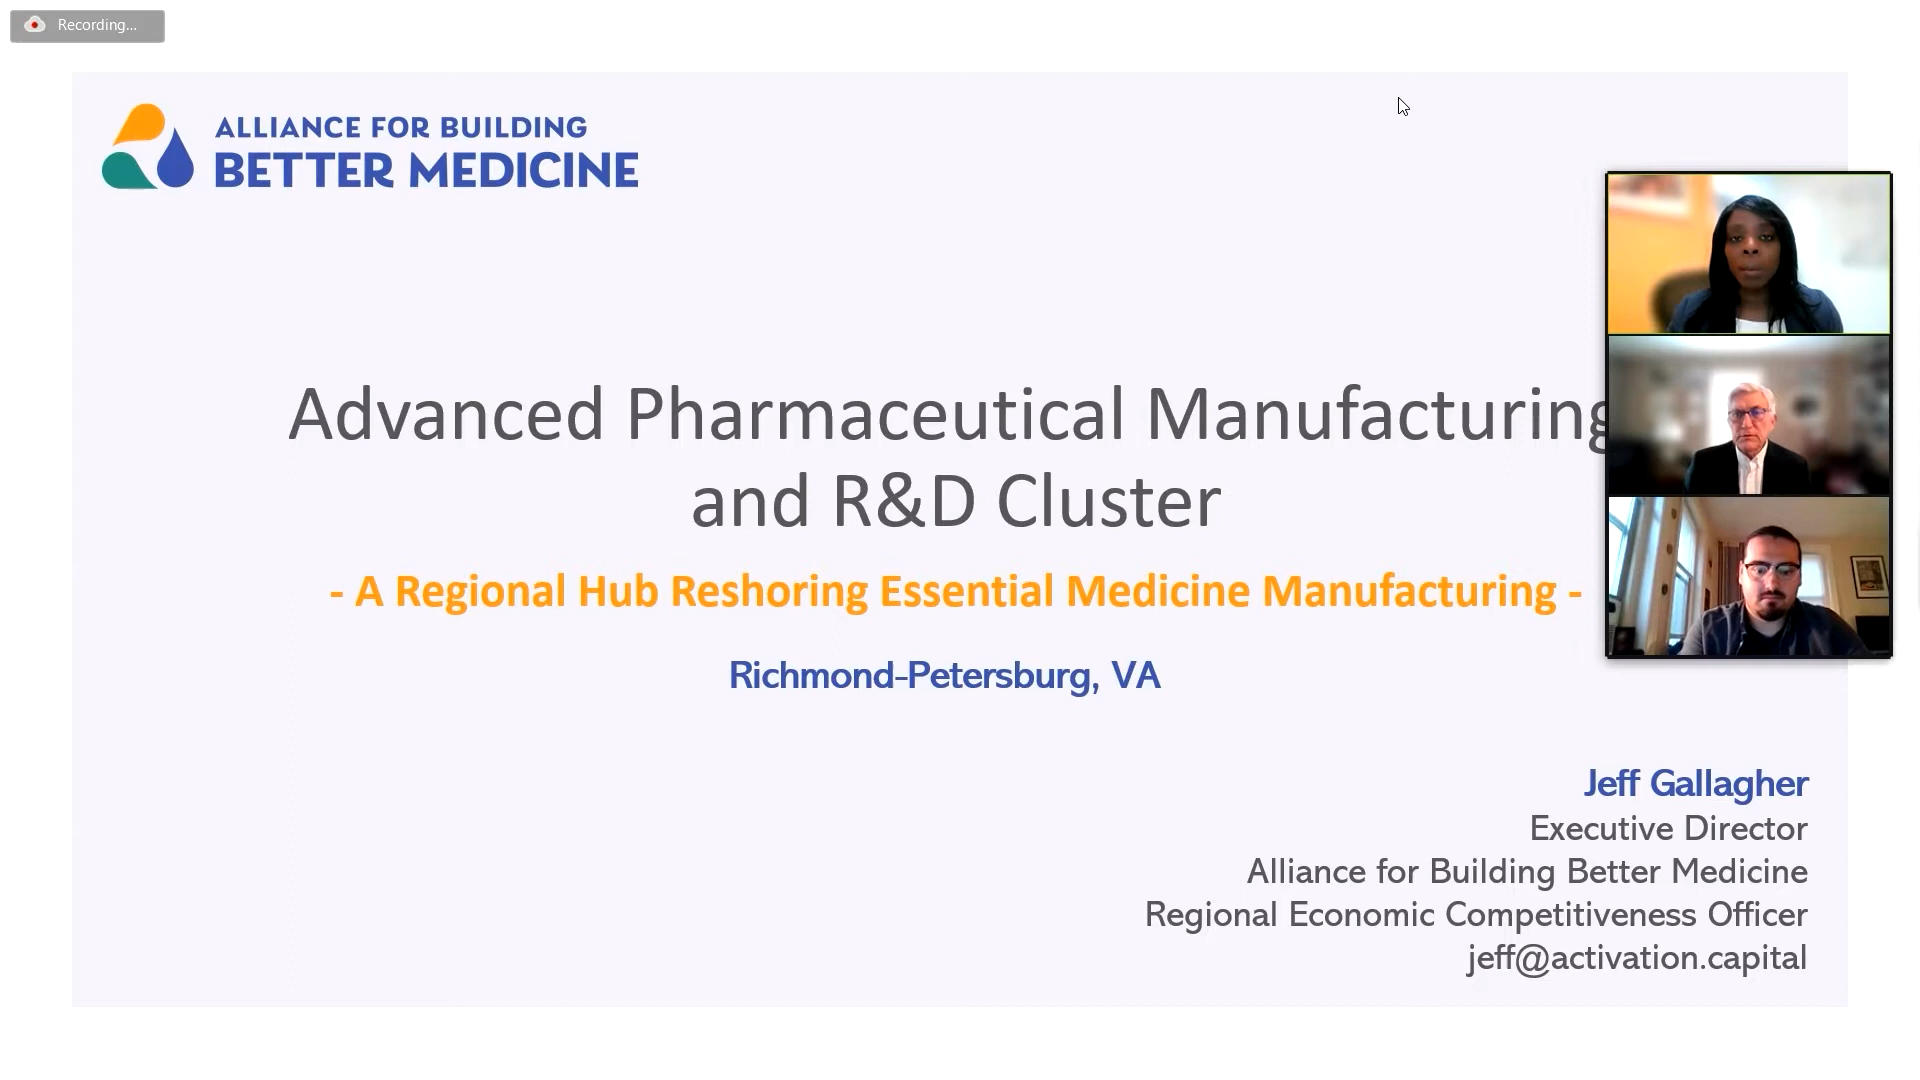 Recording...
ALLIANCE FOR BUILDING
BETTER MEDICINE
Advanced Pharmaceutical Manufacturing
and R&D Cluster
- A Regional Hub Reshoring Essential Medicine Manufacturing -
Richmond-Petersburg, VA
Jeff Gallagher
Executive Director
Alliance for Building Better Medicine
Regional Economic Competitiveness Officer
jeff@activation.capital